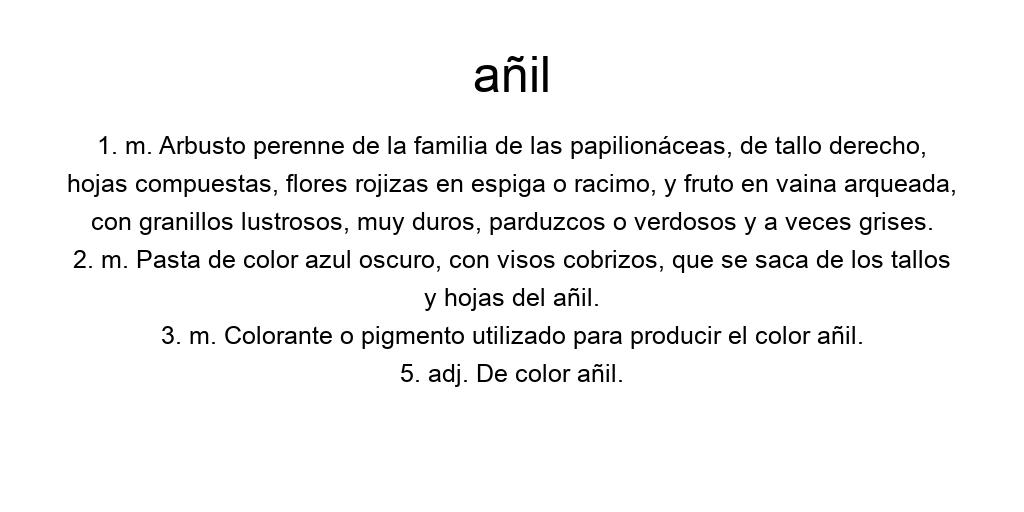 añil
1. m. Arbusto perenne de la familia de las papilionáceas, de tallo derecho,
hojas compuestas, flores rojizas en espiga o racimo, y fruto en vaina arqueada,
con granillos lustrosos, muy duros, parduzcos o verdosos y a veces grises.
2. m. Pasta de color azul oscuro, con visos cobrizos, que se saca de los tallos
y hojas del añil.
3. m. Colorante o pigmento utilizado para producir el color añil.
5. adj. De color añil.